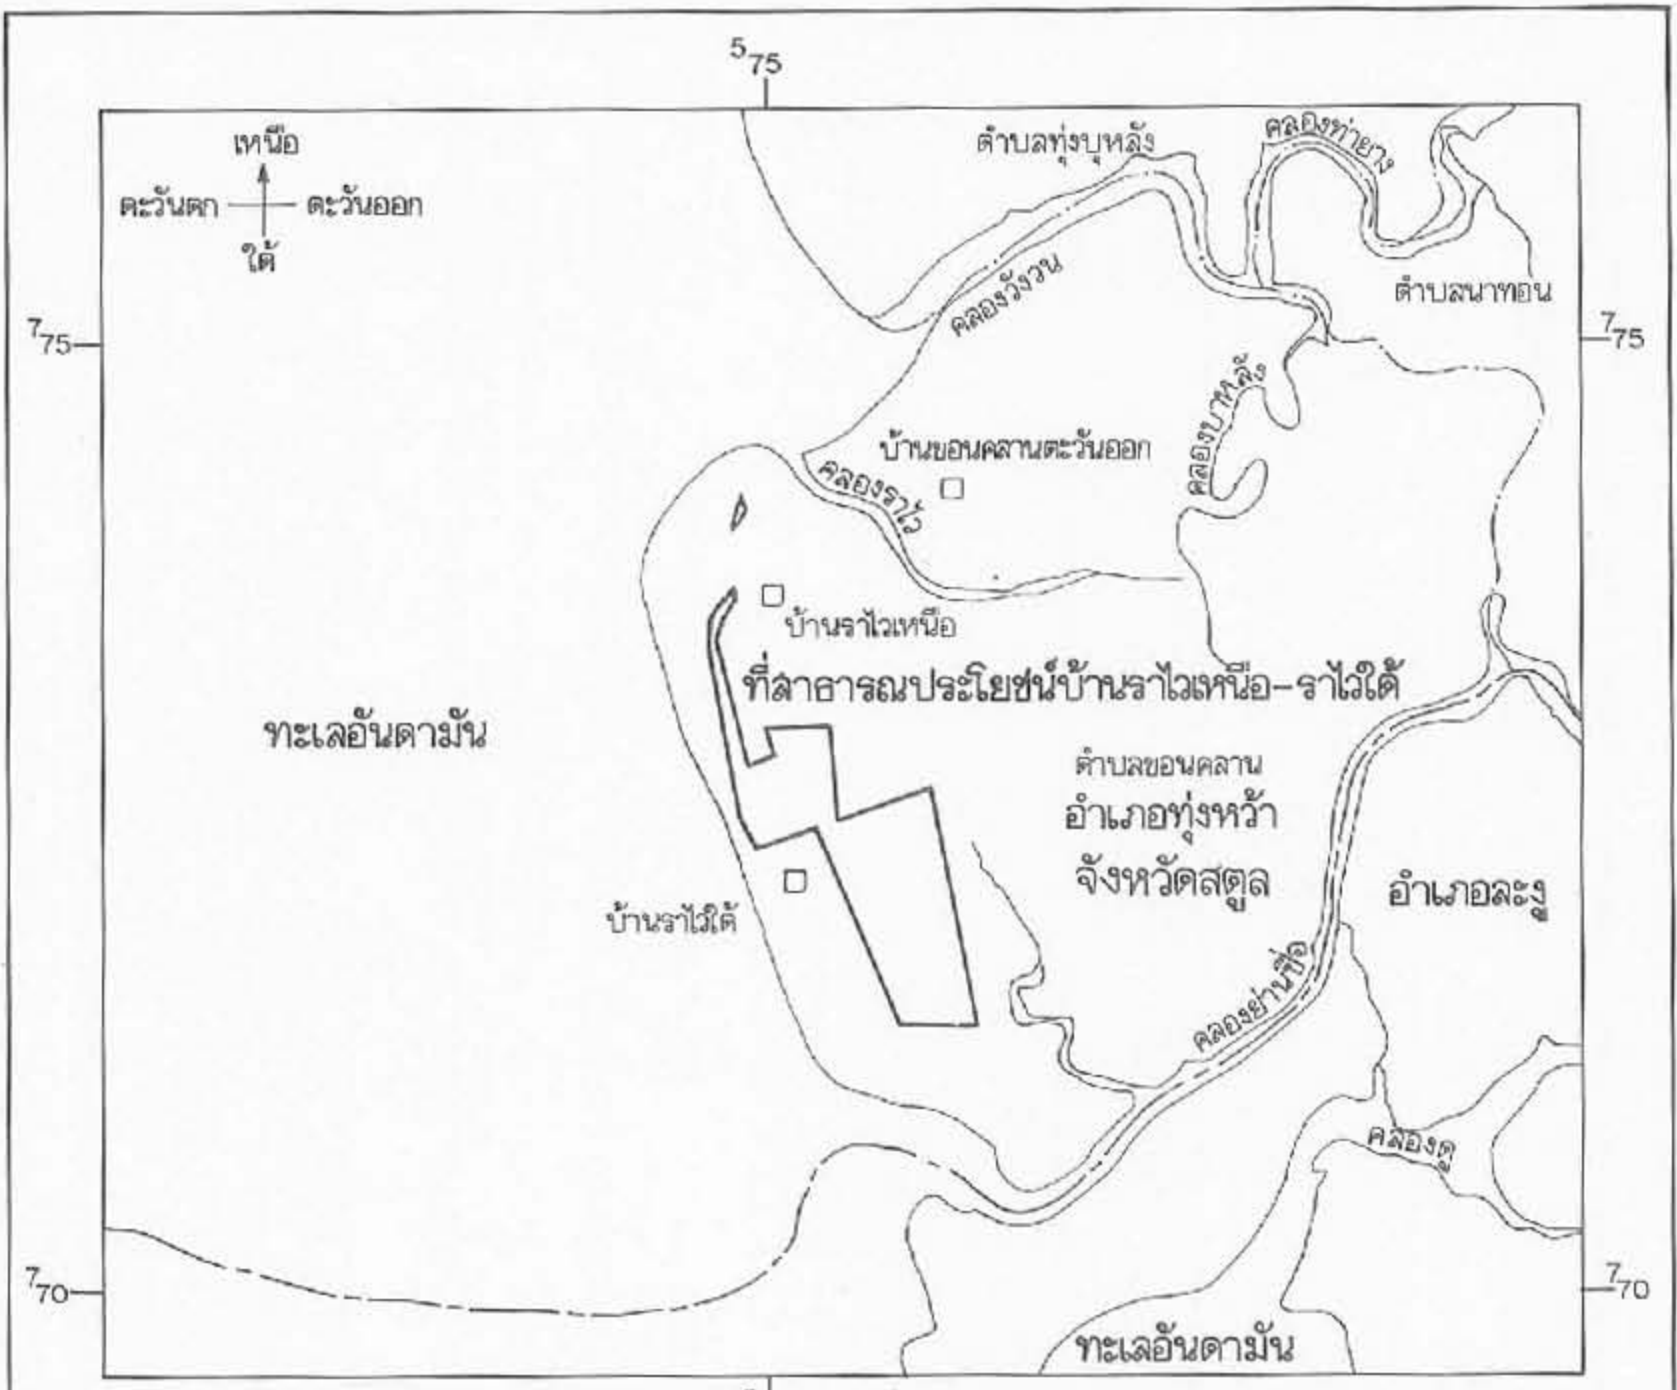 ⁵75
เหนือ
ตะวันตก ตะวันออก
ใต้
ตำบลทุ่งบุหลัง
คลองท่ายาง
คลองวังวน
ตำบลนาทอน
⁷75 ⁷75
คลองบาหลัง
บ้านขอนคลานตะวันออก
คลองราไว
บ้านราไวเหนือ
ที่สาธารณประโยชน์บ้านราไวเหนือ-ราไวใต้
ทะเลอันดามัน
ตำบลขอนคลาน
อำเภอทุ่งหว้า
จังหวัดสตูล
อำเภอละงู
บ้านราไวใต้
คลองย่านซื่อ
คลองตู
⁷70 ⁷70
ทะเลอันดามัน